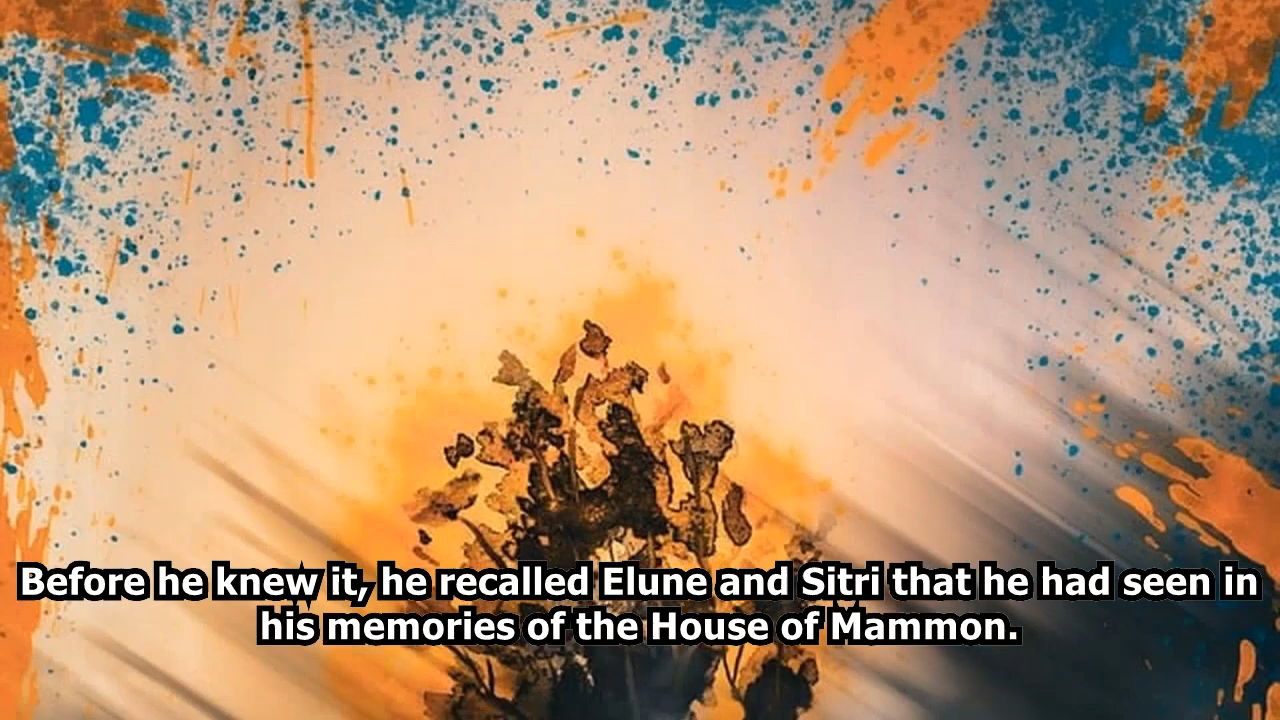 Before he knew it, he recalled Elune and Sitri that he had seen in
his memories of the House of Mammon.